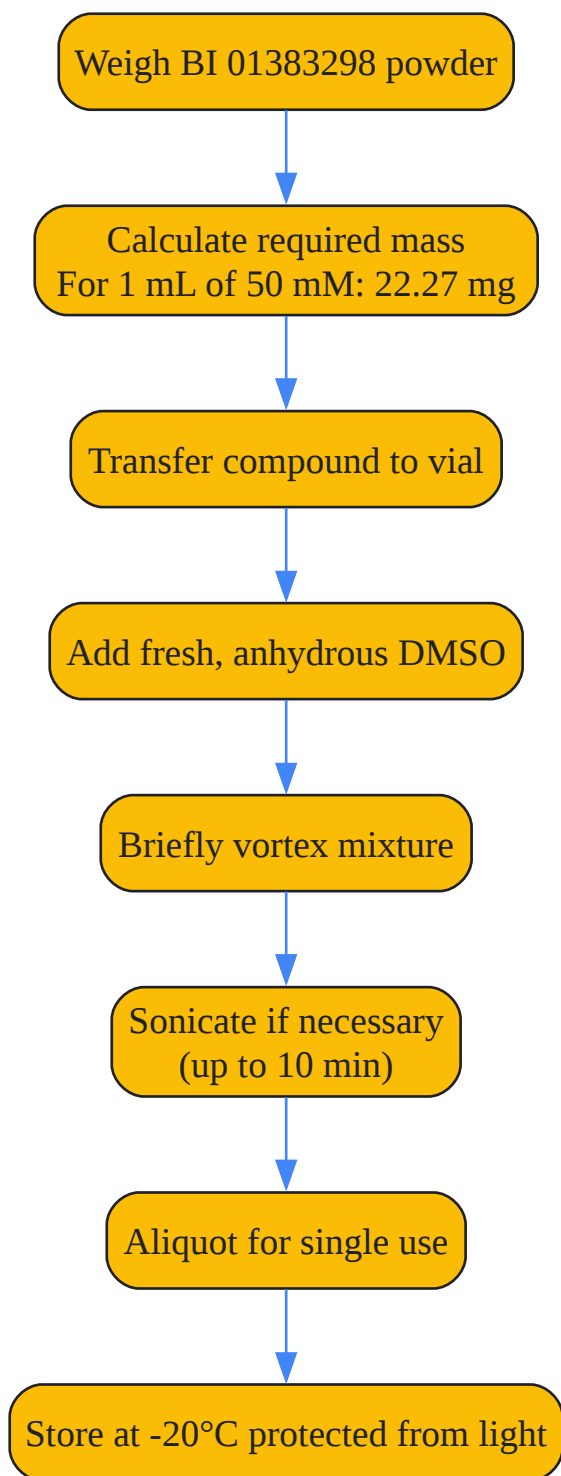 Weigh BI 01383298 powder
Calculate required mass
For 1 mL of 50 mM: 22.27 mg
Transfer compound to vial
Add fresh, anhydrous DMSO
Briefly vortex mixture
Sonicate if necessary
(up to 10 min)
Aliquot for single use
Store at -20°C protected from light